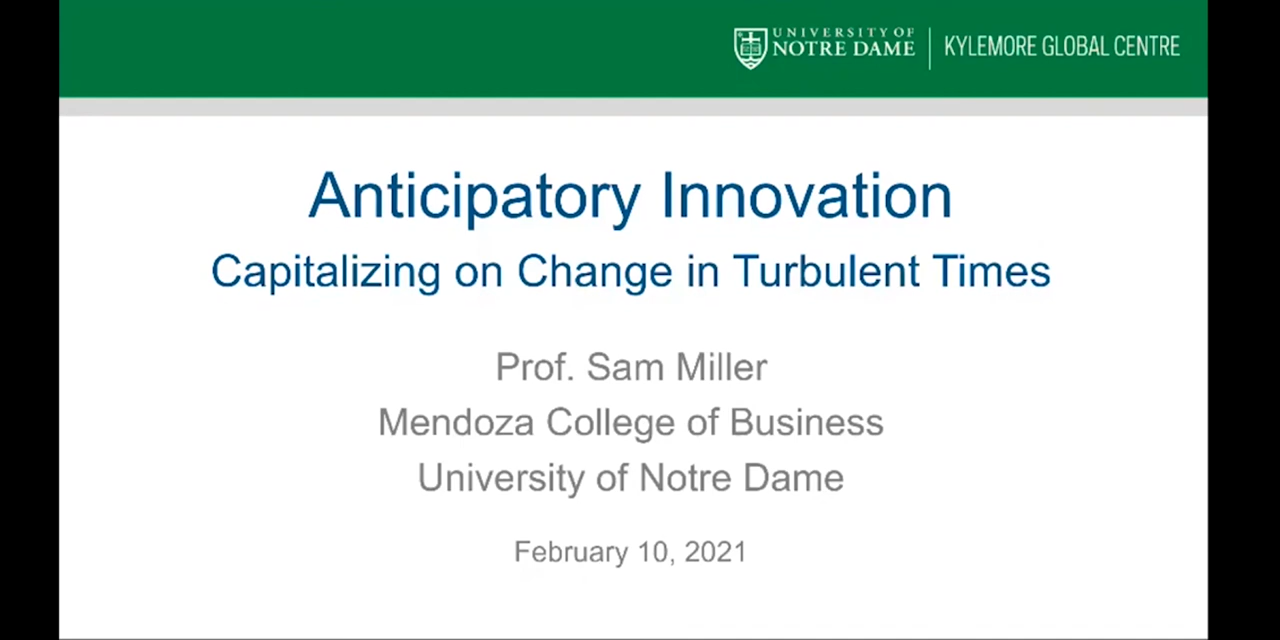 UNIVERSITY OF
NOTRE DAME
KYLEMORE GLOBAL CENTRE
Anticipatory Innovation
Capitalizing on Change in Turbulent Times
Prof. Sam Miller
Mendoza College of Business
University of Notre Dame
February 10, 2021